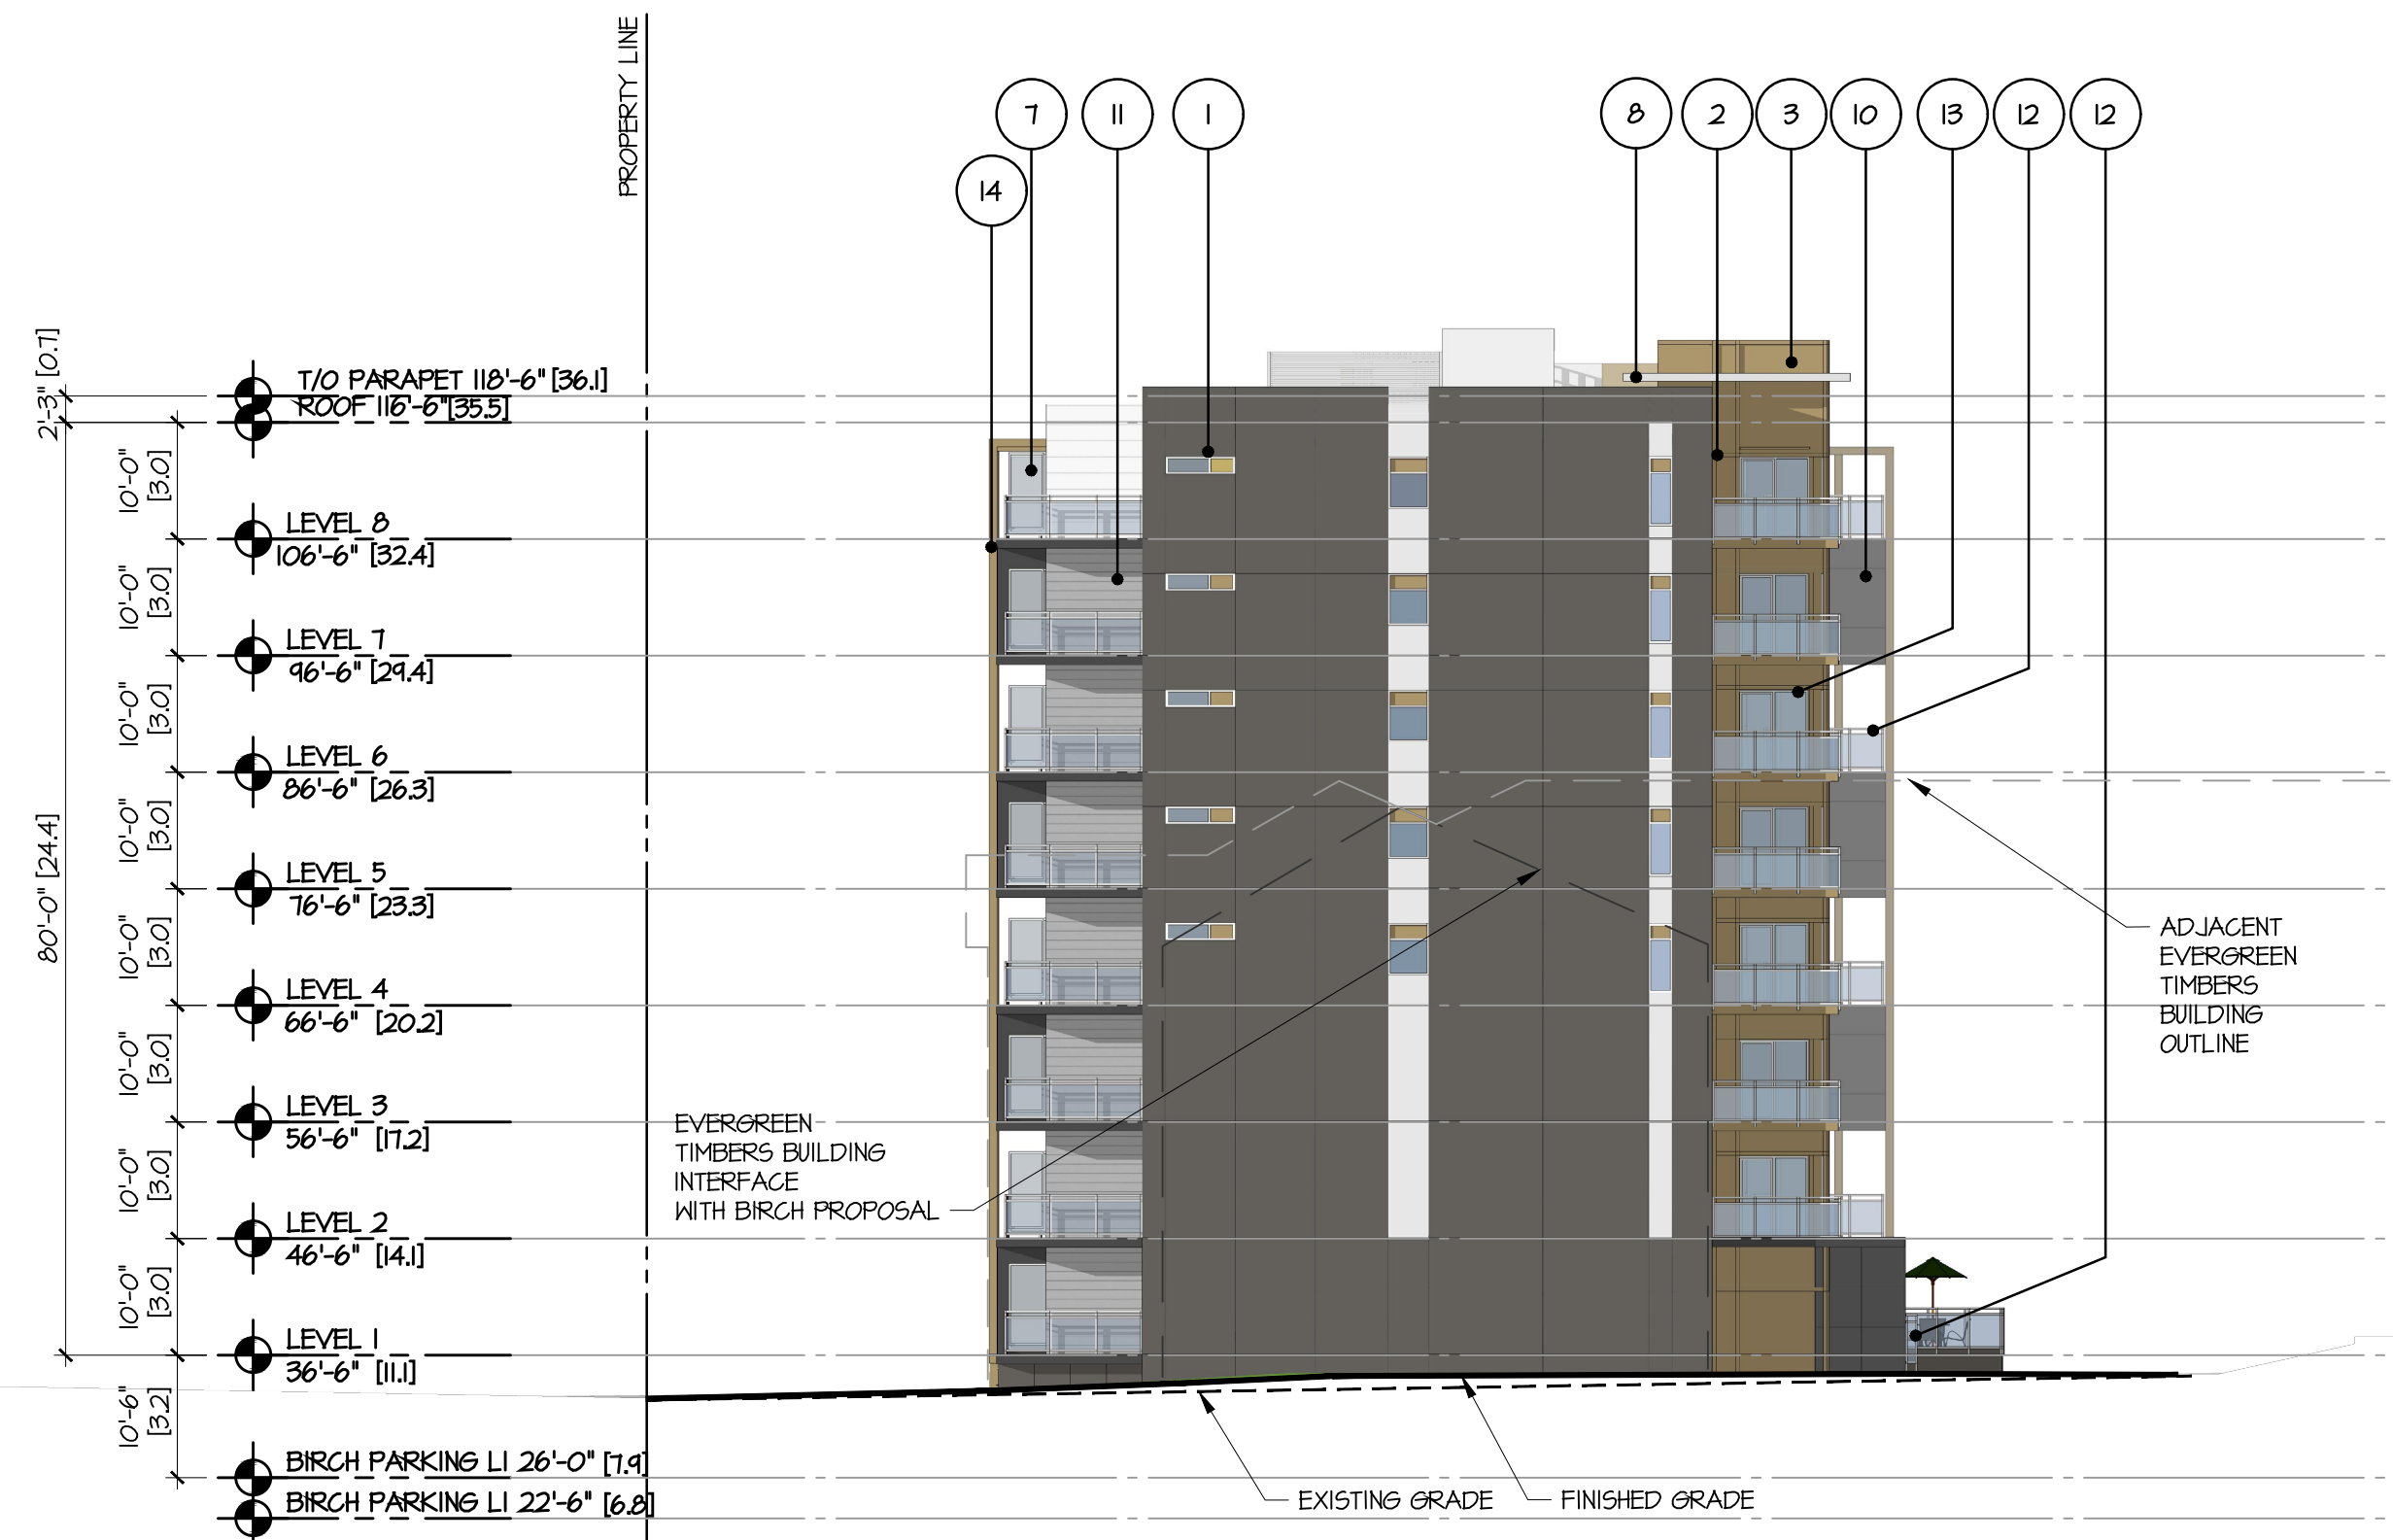 PROPERTY LINE
7
11
1
8
2
3
10
13
12
12
14
2'-3" [0.7]
T/O PARAPET 118'-6" [36.1]
ROOF 116'-6" [35.5]
10'-0"
[3.0]
LEVEL 8
106'-6" [32.4]
10'-0"
[3.0]
LEVEL 7
96'-6" [29.4]
10'-0"
[3.0]
LEVEL 6
86'-6" [26.3]
10'-0"
[3.0]
LEVEL 5
76'-6" [23.3]
80'-0" [24.4]
10'-0"
[3.0]
LEVEL 4
66'-6" [20.2]
10'-0"
[3.0]
LEVEL 3
56'-6" [17.2]
10'-0"
[3.0]
LEVEL 2
46'-6" [14.1]
10'-0"
[3.0]
LEVEL 1
36'-6" [11.1]
10'-6"
[3.2]
BIRCH PARKING L1 26'-0" [7.9]
BIRCH PARKING L1 22'-6" [6.8]
EVERGREEN
TIMBERS BUILDING
INTERFACE
WITH BIRCH PROPOSAL
ADJACENT
EVERGREEN
TIMBERS
BUILDING
OUTLINE
EXISTING GRADE
FINISHED GRADE